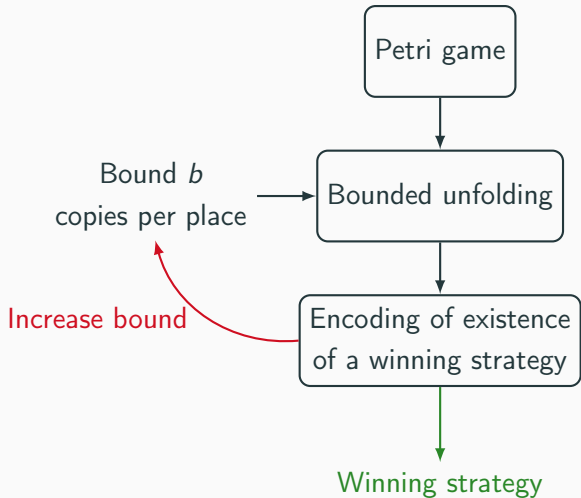 Petri game
Bound b
copies per place
Bounded unfolding
Increase bound
Encoding of existence
of a winning strategy
Winning strategy